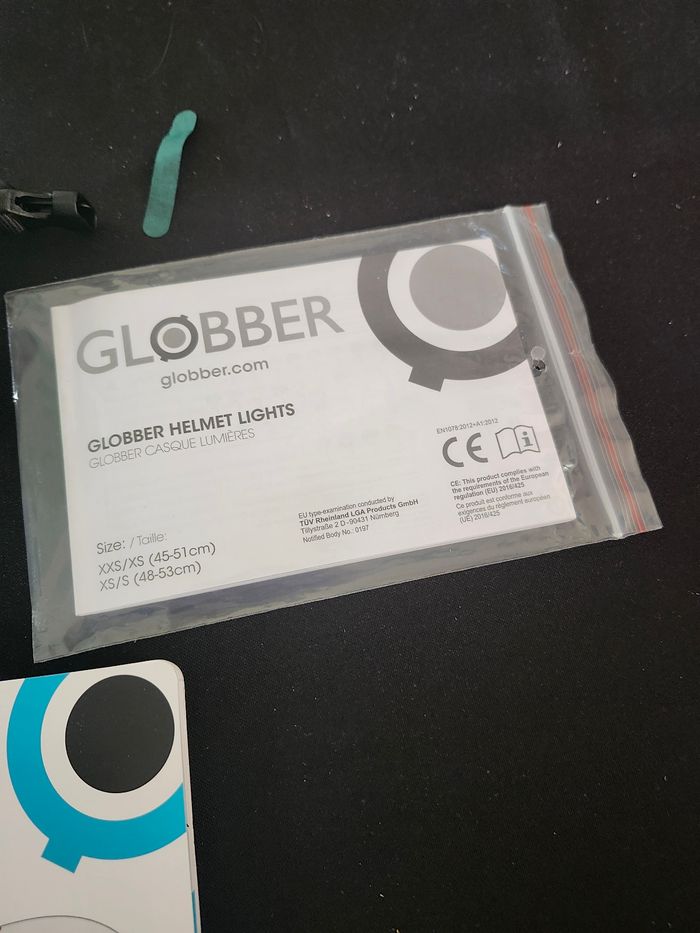 GLOBBER
globber.com
GLOBBER HELMET LIGHTS
GLOBBER CASQUE LUMIÈRES
EN1078:2012+A1:2012
CE
i
CE: This product complies with
the requirements of the European
regulation (EU) 2016/425
Ce produit est conforme aux
exigences du règlement européen
(UE) 2016/425
EU type-examination conducted by
TÜV Rheinland LGA Products GmbH
Tillystraße 2 D - 90431 Nürnberg
Notified Body No.: 0197
Size: / Taille:
XXS/XS (45-51cm)
XS/S (48-53cm)